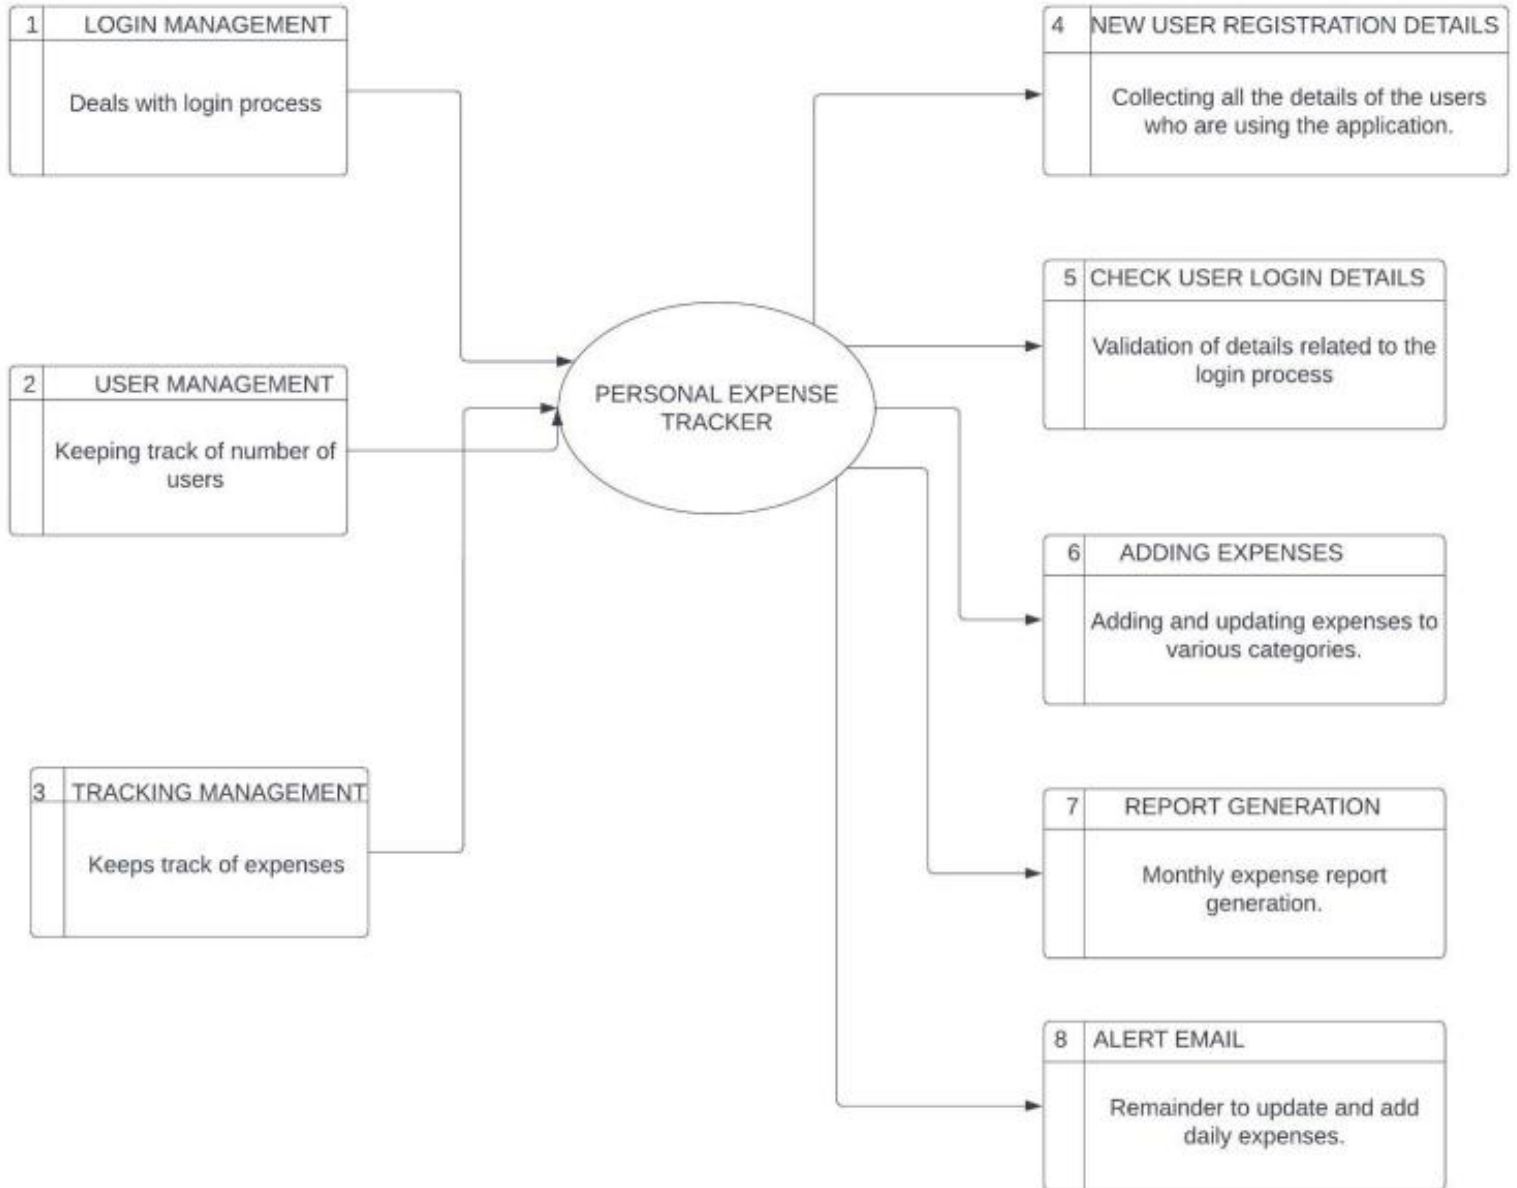 1 LOGIN MANAGEMENT
Deals with login process
2 USER MANAGEMENT
Keeping track of number of
users
3 TRACKING MANAGEMENT
Keeps track of expenses
PERSONAL EXPENSE
TRACKER
4 NEW USER REGISTRATION DETAILS
Collecting all the details of the users
who are using the application.
5 CHECK USER LOGIN DETAILS
Validation of details related to the
login process
6 ADDING EXPENSES
Adding and updating expenses to
various categories.
7 REPORT GENERATION
Monthly expense report
generation.
8 ALERT EMAIL
Remainder to update and add
daily expenses.